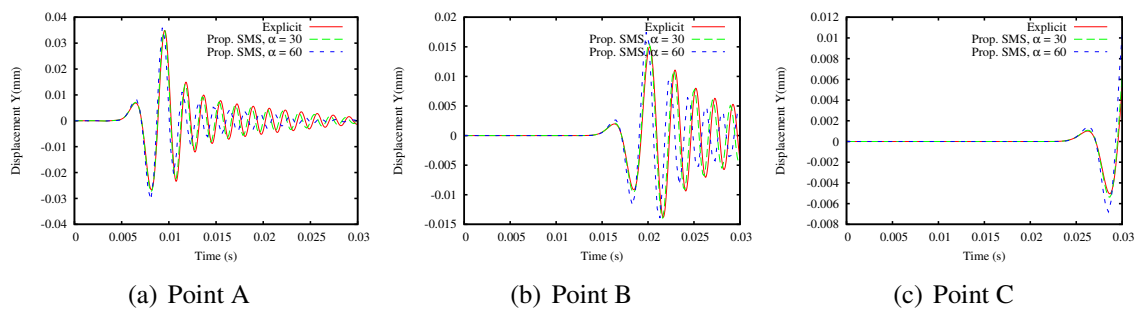 0.04
0.03
0.02
0.01
0
-0.01
-0.02
-0.03
-0.04
0
0.005
0.01
0.015
0.02
0.025
0.03
Displacement Y(mm)
Time (s)
Explicit
Prop. SMS, α = 30
Prop. SMS, α = 60
(a) Point A
0.02
0.015
0.01
0.005
0
-0.005
-0.01
-0.015
0
0.005
0.01
0.015
0.02
0.025
0.03
Displacement Y(mm)
Time (s)
Explicit
Prop. SMS, α = 30
Prop. SMS, α = 60
(b) Point B
0.012
0.01
0.008
0.006
0.004
0.002
0
-0.002
-0.004
-0.006
-0.008
0
0.005
0.01
0.015
0.02
0.025
0.03
Displacement Y(mm)
Time (s)
Explicit
Prop. SMS, α = 30
Prop. SMS, α = 60
(c) Point C